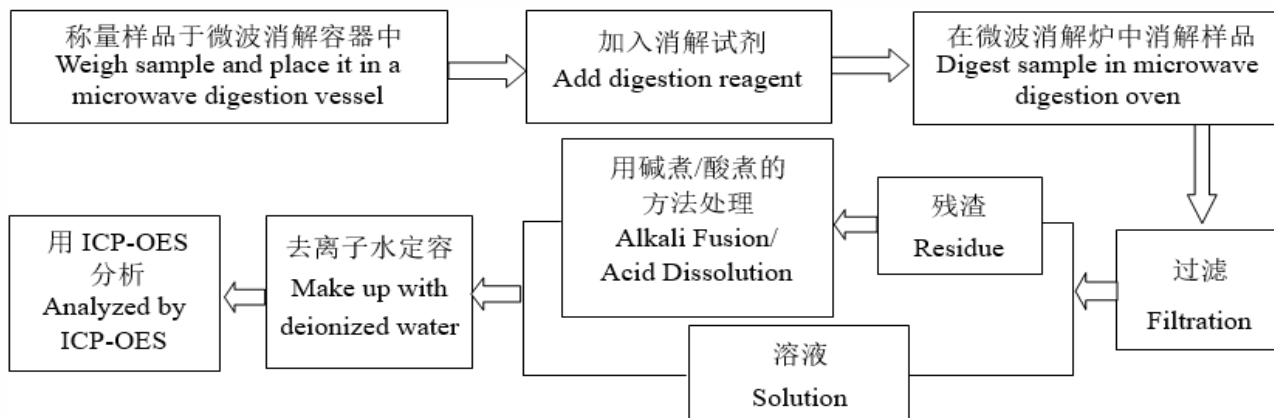 称量样品于微波消解容器中
Weigh sample and place it in a
microwave digestion vessel
加入消解试剂
Add digestion reagent
在微波消解炉中消解样品
Digest sample in microwave
digestion oven
过滤
Filtration
残渣
Residue
用碱煮/酸煮的
方法处理
Alkali Fusion/
Acid Dissolution
溶液
Solution
去离子水定容
Make up with
deionized water
用 ICP-OES
分析
Analyzed by
ICP-OES